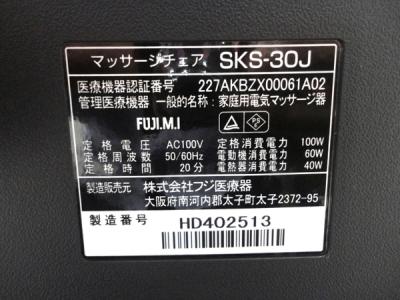 マッサージチェア SKS-30J
医療機器認証番号 227AKBZX00061A02
管理医療機器 一般的名称：家庭用電気マッサージ器
FUJI.M.I
PSE
定格電圧 AC100V 定格消費電力 100W
定格周波数 50/60Hz 電動機消費電力 60W
定格時間 20分 電熱器消費電力 40W
製造販売元 株式会社フジ医療器
大阪府南河内郡太子町太子2372-95
製造番号 HD402513